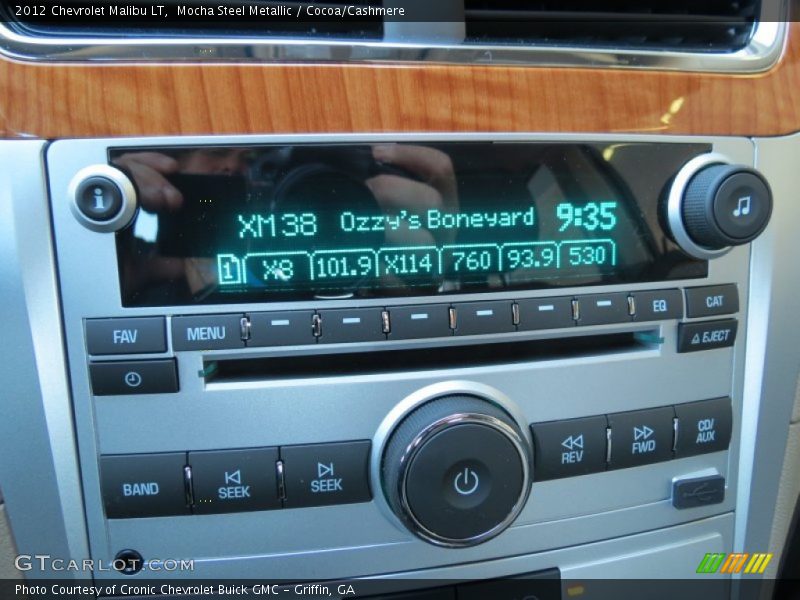 2012 Chevrolet Malibu LT,  Mocha Steel Metallic / Cocoa/Cashmere
i
XM 38 Ozzy's Boneyard 9:35
1 X8 101.9 X114 760 93.9 530
FAV MENU EQ CAT
EJECT
BAND SEEK SEEK REV FWD CD/AUX
GTCARLOT.COM
Photo Courtesy of Cronic Chevrolet Buick GMC – Griffin, GA